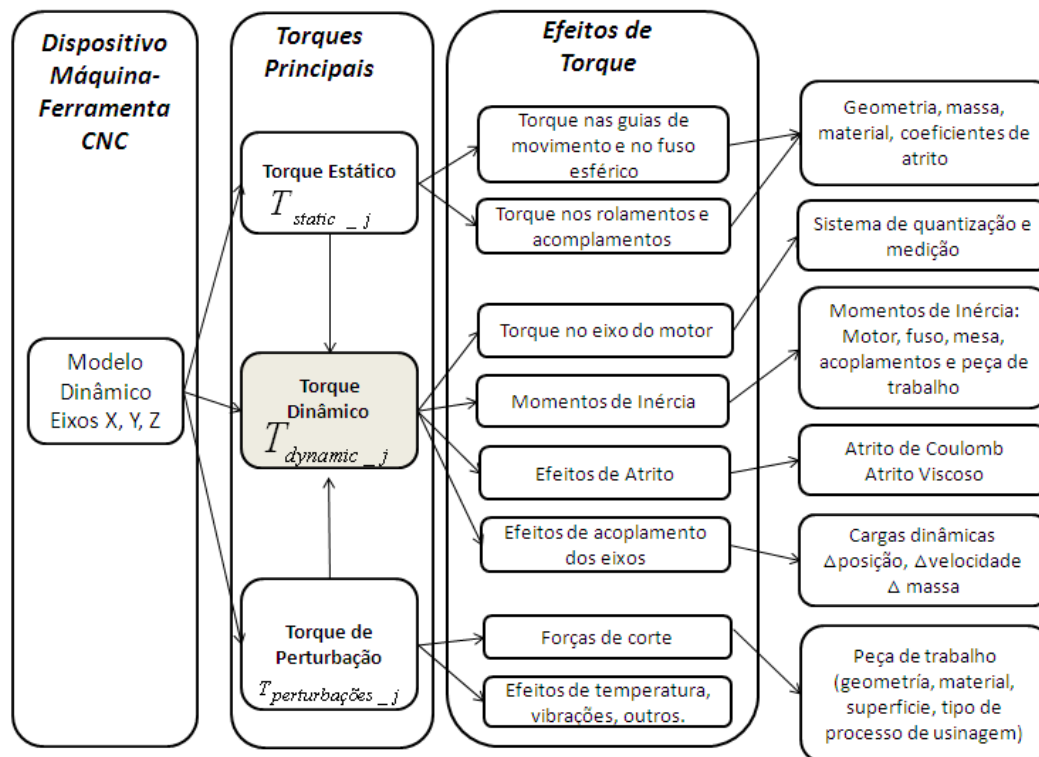 Dispositivo
Máquina-
Ferramenta
CNC
Modelo
Dinâmico
Eixos X, Y, Z
Torques
Principais
Torque Estático
T static _ j
Torque
Dinâmico
T dynamic _ j
Torque de
Perturbação
T perturbações _ j
Efeitos de
Torque
Torque nas guias de
movimento e no fuso
esférico
Torque nos rolamentos e
acomplamentos
Torque no eixo do motor
Momentos de Inércia
Efeitos de Atrito
Efeitos de acoplamento
dos eixos
Forças de corte
Efeitos de temperatura,
vibrações, outros.
Geometria, massa,
material, coeficientes de
atrito
Sistema de quantização e
medição
Momentos de Inércia:
Motor, fuso, mesa,
acoplamentos e peça de
trabalho
Atrito de Coulomb
Atrito Viscoso
Cargas dinâmicas
Δposição, Δvelocidade
Δ massa
Peça de trabalho
(geometría, material,
superficie, tipo de
processo de usinagem)